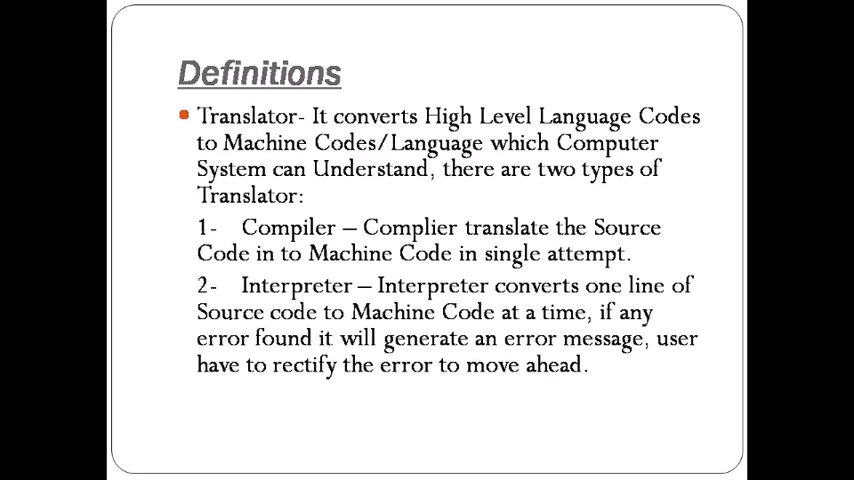 Definitions
Translator- It converts High Level Language Codes
to Machine Codes/Language which Computer
System can Understand, there are two types of
Translator:
1- Compiler – Complier translate the Source
Code in to Machine Code in single attempt.
2- Interpreter – Interpreter converts one line of
Source code to Machine Code at a time, if any
error found it will generate an error message, user
have to rectify the error to move ahead.